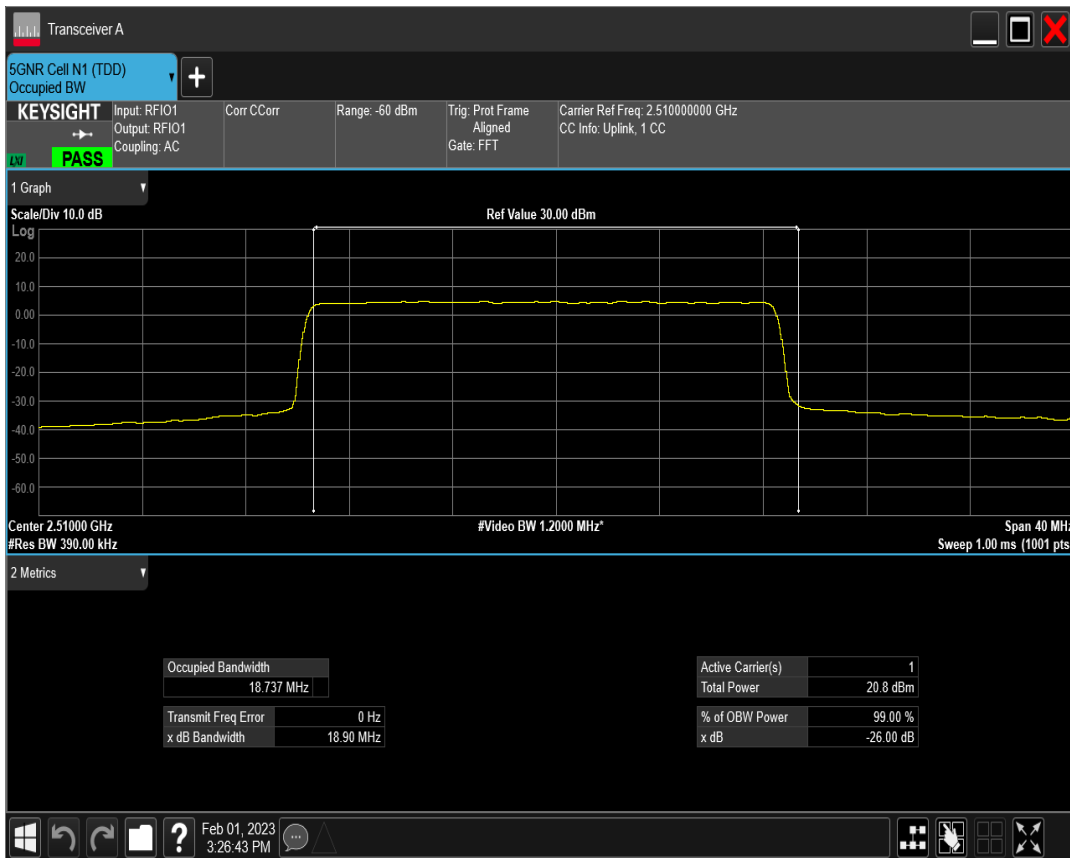 Transceiver A
5GNR Cell N1 (TDD)
Occupied BW
+
KEYSIGHT
LXI
PASS
Input: RFIO1
Output: RFIO1
Coupling: AC
Corr CCorr
Range: -60 dBm
Trig: Prot Frame
Aligned
Gate: FFT
Carrier Ref Freq: 2.510000000 GHz
CC Info: Uplink, 1 CC
1 Graph
Scale/Div 10.0 dB
Ref Value 30.00 dBm
Log
20.0
10.0
0.00
-10.0
-20.0
-30.0
-40.0
-50.0
-60.0
Center 2.51000 GHz
#Video BW 1.2000 MHz*
Span 40 MHz
#Res BW 390.00 kHz
Sweep 1.00 ms (1001 pts
2 Metrics
Occupied Bandwidth
18.737 MHz
Transmit Freq Error 0 Hz
x dB Bandwidth 18.90 MHz
Active Carrier(s) 1
Total Power 20.8 dBm
% of OBW Power 99.00 %
x dB -26.00 dB
?
Feb 01, 2023
3:26:43 PM